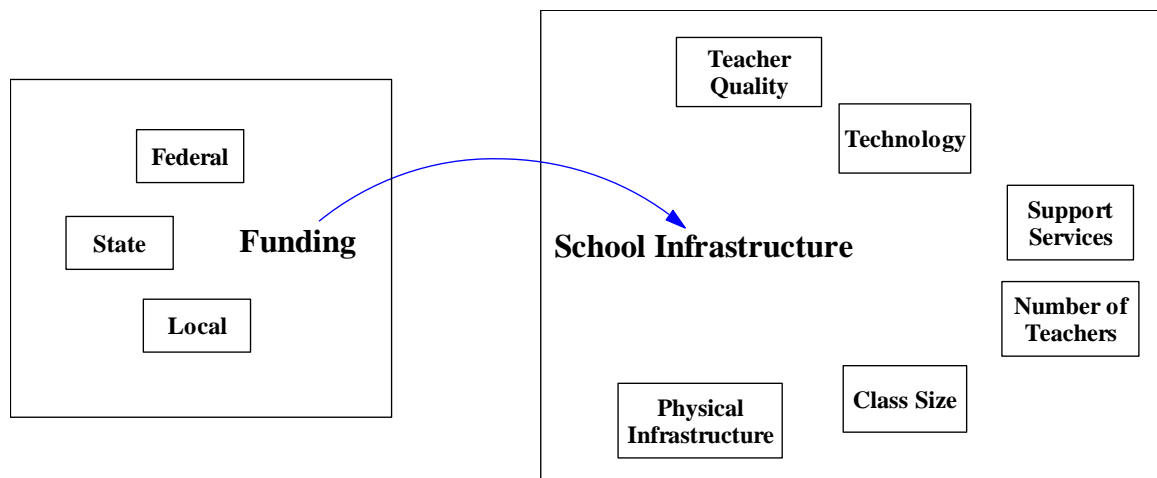 Federal
State
Funding
Local
Teacher
Quality
Technology
Support
Services
School Infrastructure
Number of
Teachers
Class Size
Physical
Infrastructure